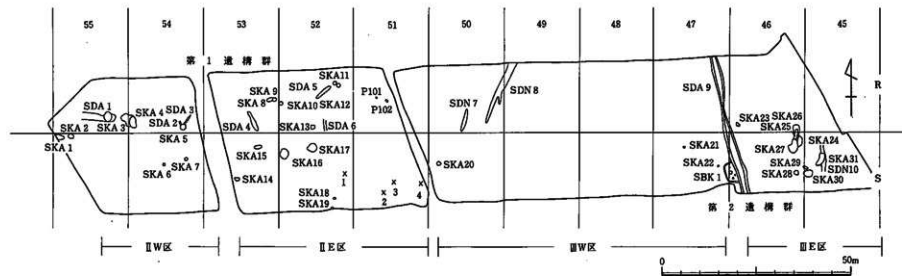 55 54 53 52 51 50 49 48 47 46 45
第1遺構群
第2遺構群
SDA1
SKA2
SKA1
SKA3
SKA4
SDA2
SDA3
SKA5
SKA6
SKA7
SKA9
SKA8
SDA4
SDA5
SKA11
SKA10
SKA12
SKA13
SDA6
SKA15
SKA14
SKA16
SKA17
SKA18
SKA19
P101
P102
× 1
× 2
× 3
× 4
SDN7
SDN8
SKA20
SDA9
SKA21
SKA22
SBK1
SKA23
SKA26
SKA25
SKA27
SKA24
SKA29
SKA28
SKA31
SDN10
SKA30
R
S
ⅡW区
ⅡE区
ⅢW区
ⅢE区
0 50m